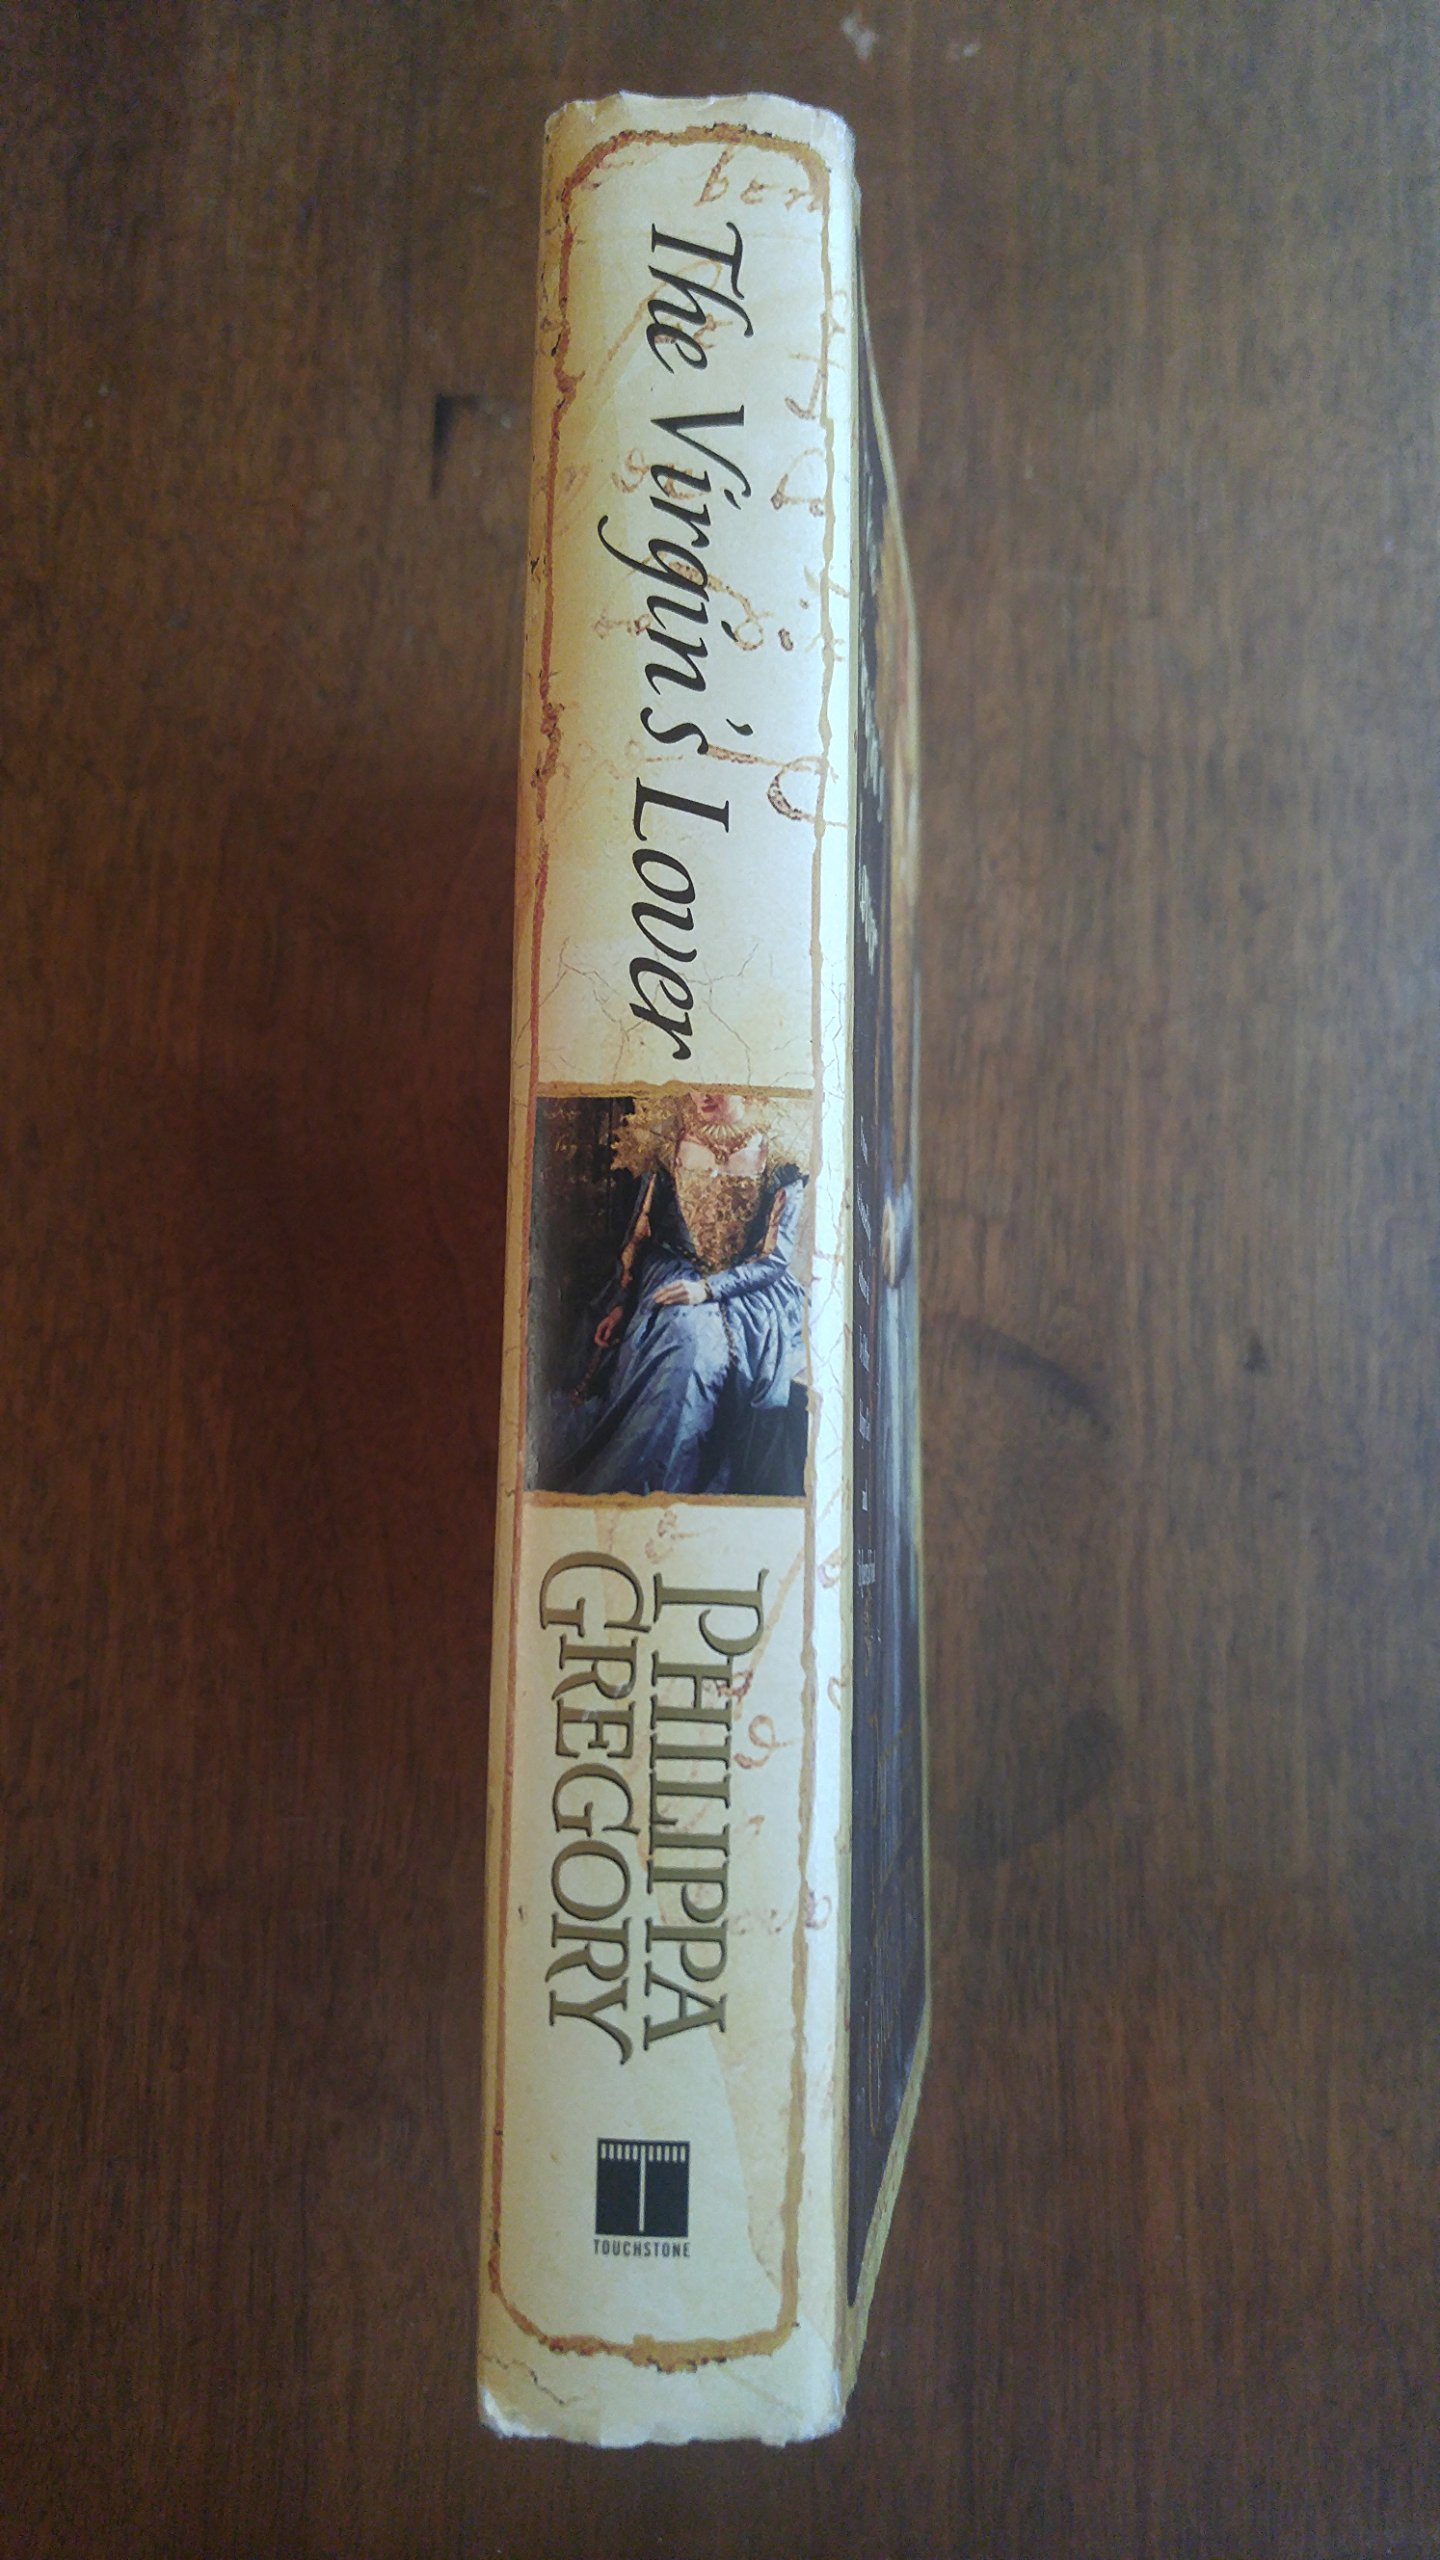 The Virgin's Lover
PHILIPPA
GREGORY
TOUCHSTONE